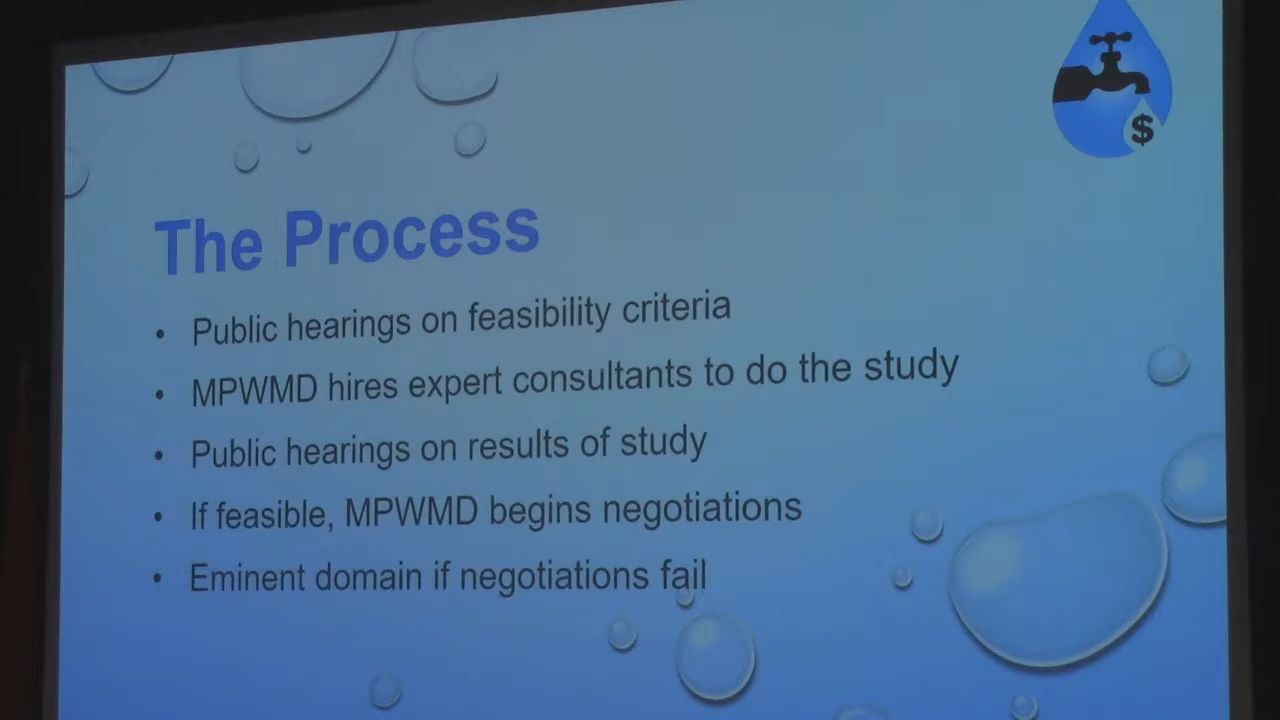 $
The Process
• Public hearings on feasibility criteria
• MPWMD hires expert consultants to do the study
• Public hearings on results of study
• If feasible, MPWMD begins negotiations
• Eminent domain if negotiations fail